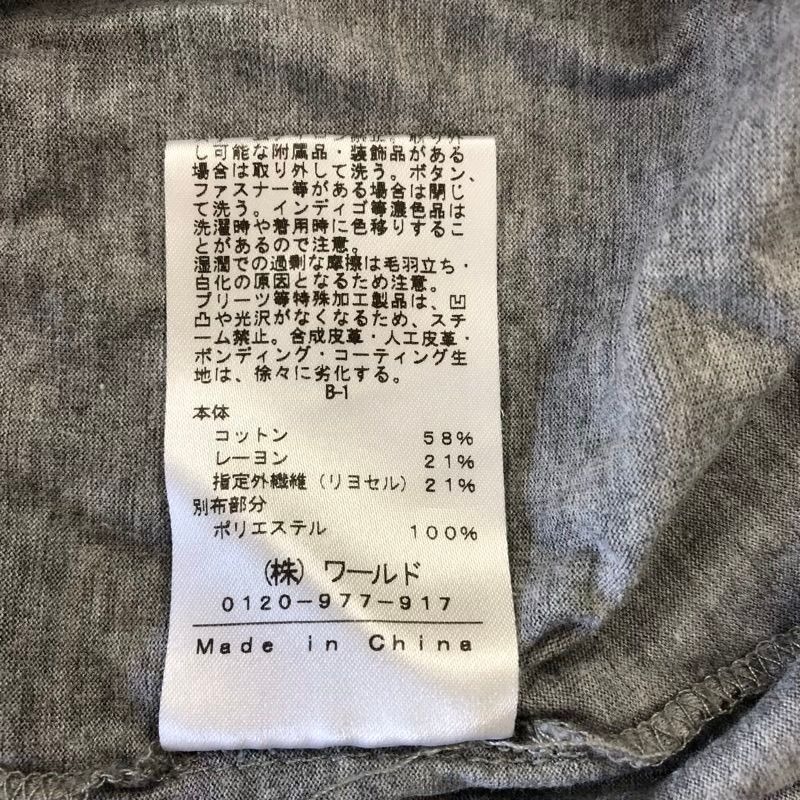 し可能な附属品・装飾品がある
場合は取り外して洗う。ボタン、
ファスナー等がある場合は閉じ
て洗う。インディゴ等濃色品は
洗濯時や着用時に色移りするこ
とがあるので注意。
湿潤での過剰な摩擦は毛羽立ち・
白化の原因となるため注意。
プリーツ等特殊加工製品は、凹
凸や光沢がなくなるため、スチ
ーム禁止。合成皮革・人工皮革・
ボンディング・コーティング生
地は、徐々に劣化する。
B-1
本体
コットン 58%
レーヨン 21%
指定外繊維（リヨセル）21%
別布部分
ポリエステル 100%
（株）ワールド
0120-977-917
Made in China